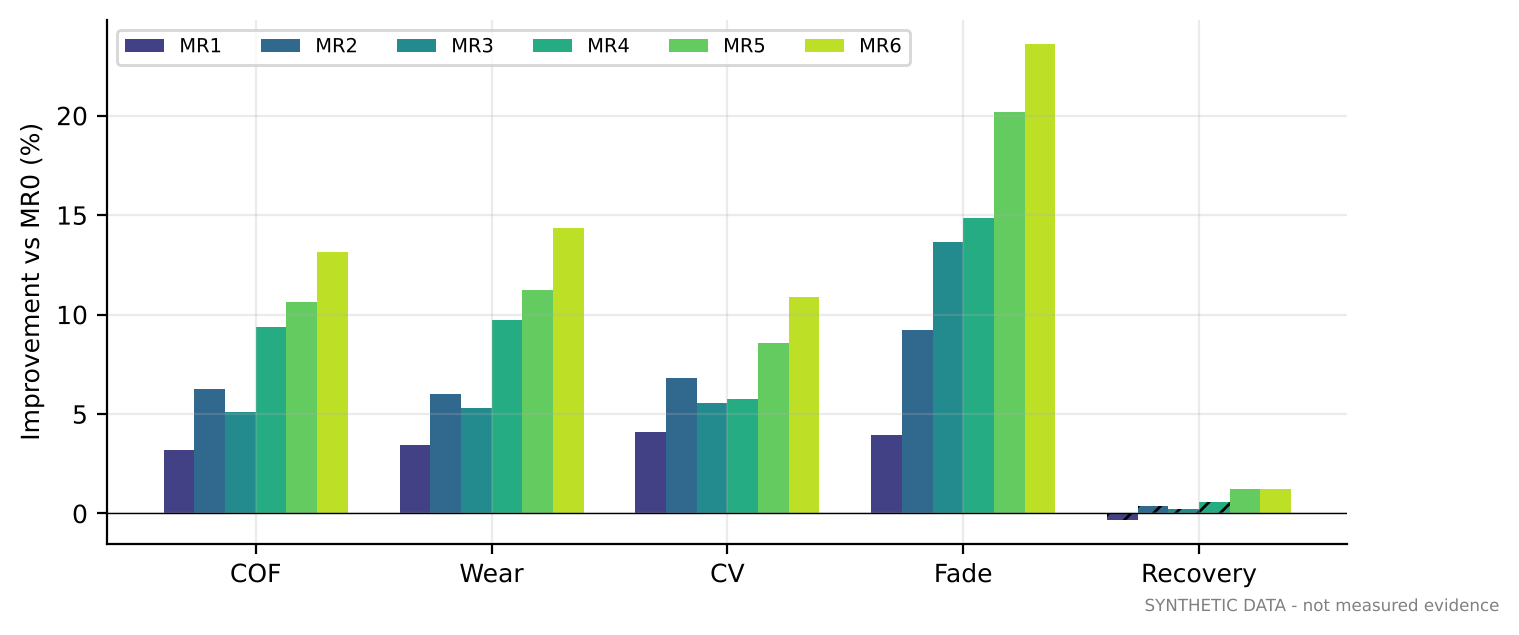 MR1 MR2 MR3 MR4 MR5 MR6
Improvement vs MR0 (%)
20
15
10
5
0
COF Wear CV Fade Recovery
SYNTHETIC DATA - not measured evidence